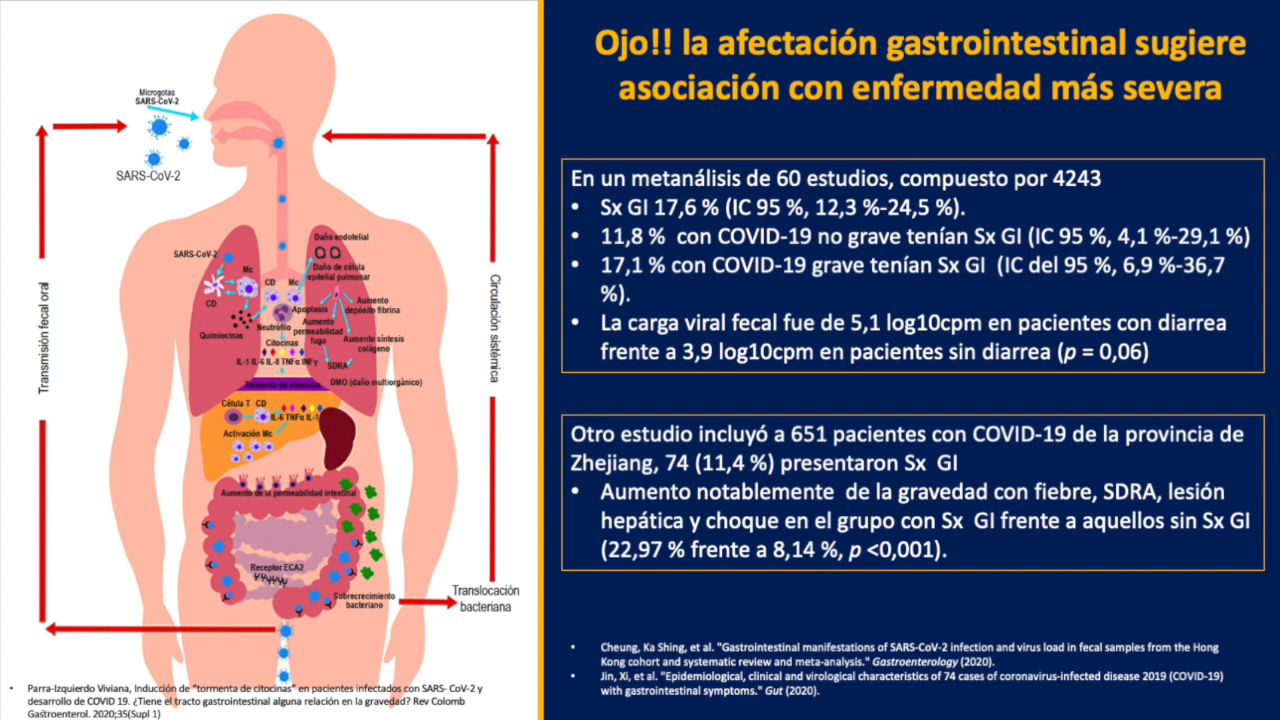 Ojo!! la afectación gastrointestinal sugiere
asociación con enfermedad más severa
Microgotas
SARS-CoV-2
SARS-CoV-2
Transmisión fecal oral
Circulación sistémica
SARS-CoV-2
Mc
CD
Quimiocinas
CD
Mc
Daño endotelial
Daño de célula
epitelial pulmonar
Apoptosis
Neutrófilo
Aumento
depósito fibrina
Aumento
permeabilidad
fuga
Aumento síntesis
colágeno
Citocinas
IL-1 IL-6 IL-8 TNFα INFγ
SDRA
DMO (daño multiorgánico)
Tormenta de citocinas
Célula T
CD
IL-6 TNFα IL-1
Activación Mc
Aumento de la permeabilidad intestinal
Receptor ECA2
Sobrecrecimiento
bacteriano
Translocación
bacteriana
• Parra-Izquierdo Viviana, Inducción de "tormenta de citocinas" en pacientes infectados con SARS- CoV-2 y
desarrollo de COVID 19. ¿Tiene el tracto gastrointestinal alguna relación en la gravedad? Rev Colomb
Gastroenterol. 2020;35(Supl 1)
En un metanálisis de 60 estudios, compuesto por 4243
• Sx GI 17,6 % (IC 95 %, 12,3 %-24,5 %).
• 11,8 % con COVID-19 no grave tenían Sx GI (IC 95 %, 4,1 %-29,1 %)
• 17,1 % con COVID-19 grave tenían Sx GI (IC del 95 %, 6,9 %-36,7
%).
• La carga viral fecal fue de 5,1 log10cpm en pacientes con diarrea
frente a 3,9 log10cpm en pacientes sin diarrea (p = 0,06)
Otro estudio incluyó a 651 pacientes con COVID-19 de la provincia de
Zhejiang, 74 (11,4 %) presentaron Sx GI
• Aumento notablemente de la gravedad con fiebre, SDRA, lesión
hepática y choque en el grupo con Sx GI frente a aquellos sin Sx GI
(22,97 % frente a 8,14 %, p <0,001).
• Cheung, Ka Shing, et al. "Gastrointestinal manifestations of SARS-CoV-2 infection and virus load in fecal samples from the Hong
Kong cohort and systematic review and meta-analysis." Gastroenterology (2020).
• Jin, Xi, et al. "Epidemiological, clinical and virological characteristics of 74 cases of coronavirus-infected disease 2019 (COVID-19)
with gastrointestinal symptoms." Gut (2020).